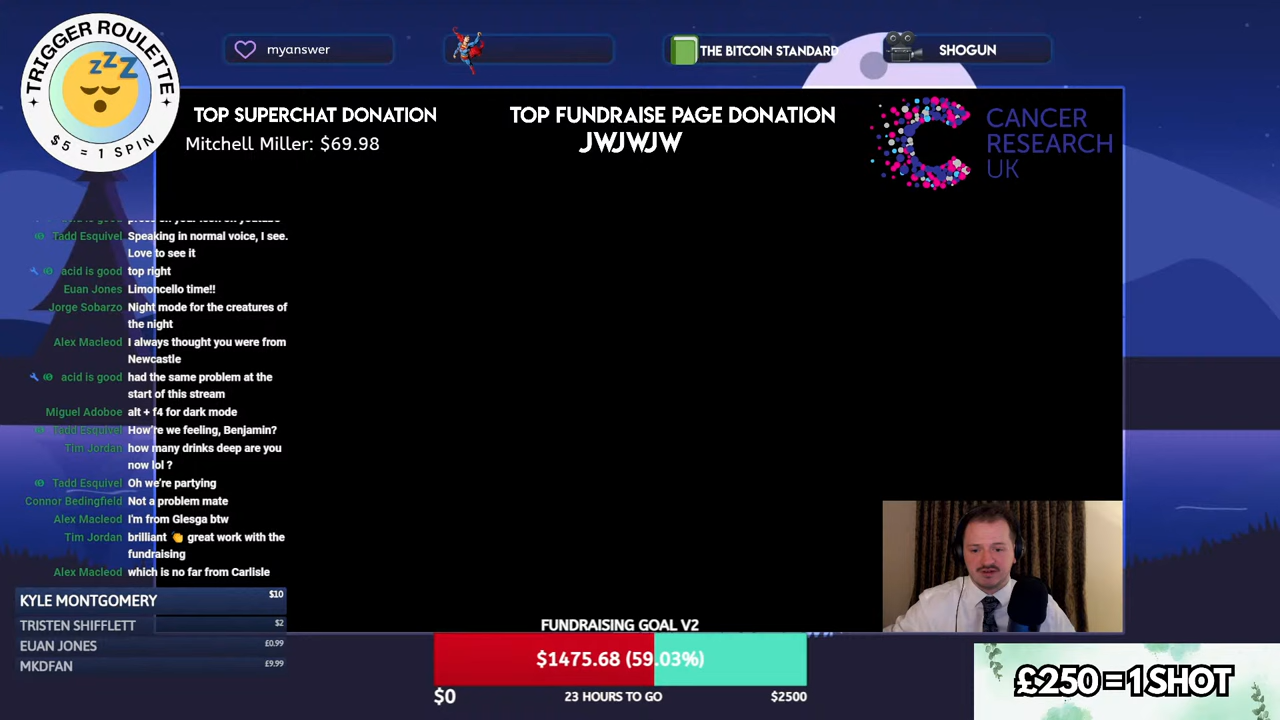 TRIGGER ROULETTE
zzz
$5 = 1 SPIN
myanswer
THE BITCOIN STANDARD
SHOGUN
TOP SUPERCHAT DONATION
Mitchell Miller: $69.98
TOP FUNDRAISE PAGE DONATION
JWJWJW
CANCER
RESEARCH
UK
Tadd Esquivel Speaking in normal voice, I see.
Love to see it
acid is good top right
Euan Jones Limoncello time!!
Jorge Sobarzo Night mode for the creatures of
the night
Alex Macleod I always thought you were from
Newcastle
acid is good had the same problem at the
start of this stream
Miguel Adoboe alt + f4 for dark mode
Tadd Esquivel How're we feeling, Benjamin?
Tim Jordan how many drinks deep are you
now lol ?
Tadd Esquivel Oh we're partying
Connor Bedingfield Not a problem mate
Alex Macleod I'm from Glesga btw
Tim Jordan brilliant 👏 great work with the
fundraising
Alex Macleod which is no far from Carlisle
KYLE MONTGOMERY $10
TRISTEN SHIFFLETT $2
EUAN JONES £0.99
MKDFAN £9.99
FUNDRAISING GOAL V2
$1475.68 (59.03%)
$0 23 HOURS TO GO $2500
£250 = 1 SHOT